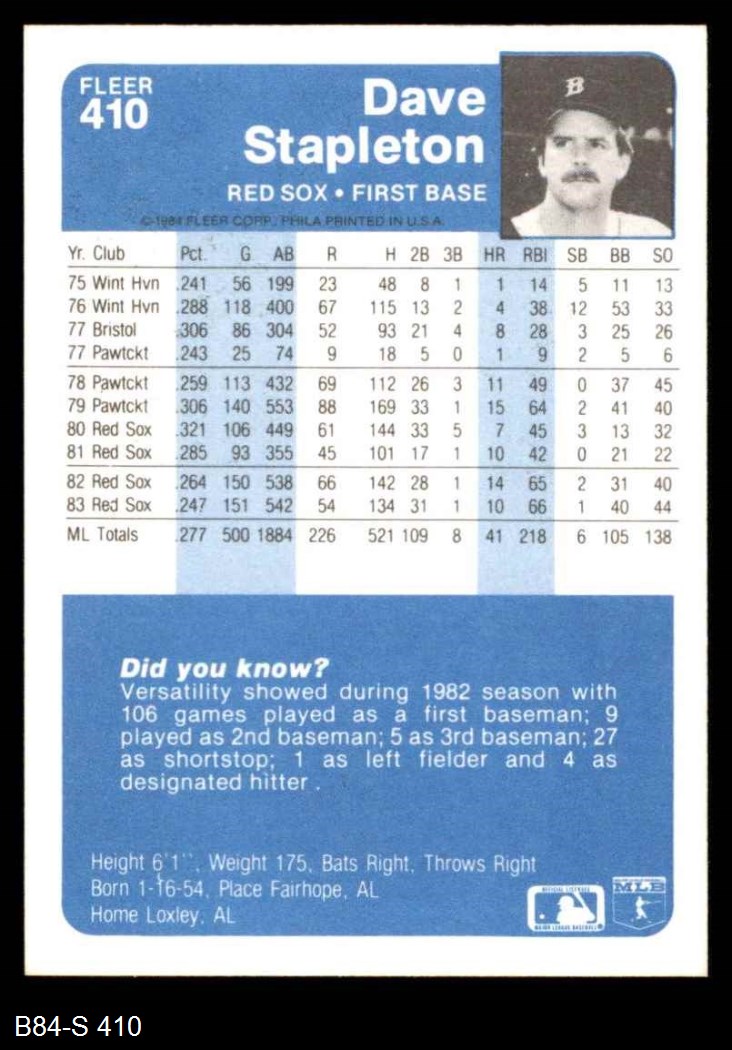 FLEER
410
Dave
Stapleton
RED SOX • FIRST BASE
©1984 FLEER CORP., PHILA PRINTED IN U.S.A.
B
Yr. Club Pct. G AB R H 2B 3B HR RBI SB BB SO
75 Wint Hvn .241 56 199 23 48 8 1 1 14 5 11 13
76 Wint Hvn .288 118 400 67 115 13 2 4 38 12 53 33
77 Bristol .306 86 304 52 93 21 4 8 28 3 25 26
77 Pawtckt .243 25 74 9 18 5 0 1 9 2 5 6
78 Pawtckt .259 113 432 69 112 26 3 11 49 0 37 45
79 Pawtckt .306 140 553 88 169 33 1 15 64 2 41 40
80 Red Sox .321 106 449 61 144 33 5 7 45 3 13 32
81 Red Sox .285 93 355 45 101 17 1 10 42 0 21 22
82 Red Sox .264 150 538 66 142 28 1 14 65 2 31 40
83 Red Sox .247 151 542 54 134 31 1 10 66 1 40 44
ML Totals .277 500 1884 226 521 109 8 41 218 6 105 138
Did you know?
Versatility showed during 1982 season with
106 games played as a first baseman; 9
played as 2nd baseman; 5 as 3rd baseman; 27
as shortstop; 1 as left fielder and 4 as
designated hitter .
Height 6'1'', Weight 175, Bats Right, Throws Right
Born 1-16-54, Place Fairhope, AL
Home Loxley, AL
OFFICIAL LICENSEE
MAJOR LEAGUE BASEBALL
MLB
B84-S 410